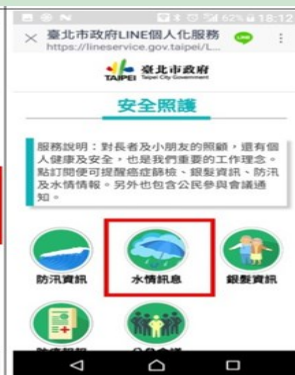 62% 18:12
臺北市政府LINE個人化服務
https://lineservice.gov.taipei/L...
TAIPEI 臺北市政府
Taipei City Government
安全照護
服務說明：對長者及小朋友的照顧，還有個
人健康及安全，也是我們重要的工作理念。
點訂閱便可提醒癌症篩檢、銀髮資訊、防汛
及水情情報。另外也包含公民參與會議通
知。
防汛資訊 水情訊息 銀髮資訊